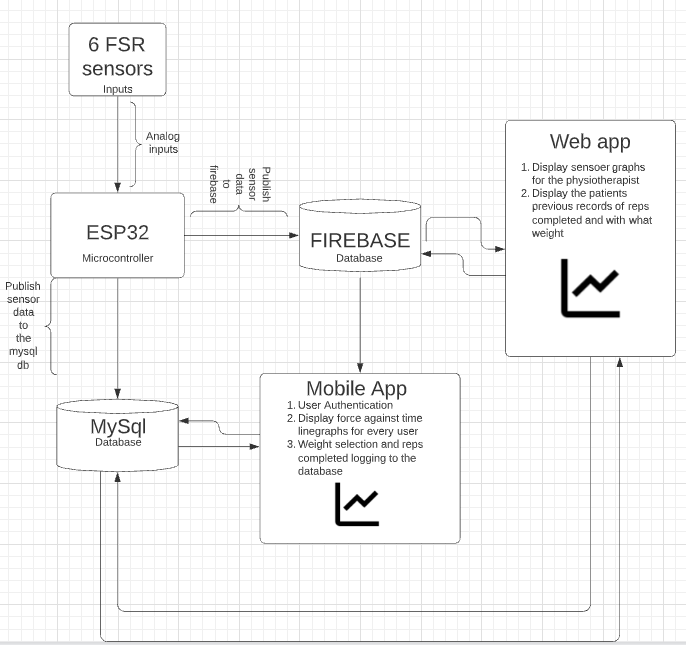 6 FSR
sensors
Inputs
Analog
inputs
ESP32
Microcontroller
Publish
sensor
data
to
firebase
FIREBASE
Database
Web app
1. Display sensoer graphs
for the physiotherapist
2. Display the patients
previous records of reps
completed and with what
weight
Publish
sensor
data
to
the
mysql
db
MySql
Database
Mobile App
1. User Authentication
2. Display force against time
linegraphs for every user
3. Weight selection and reps
completed logging to the
database